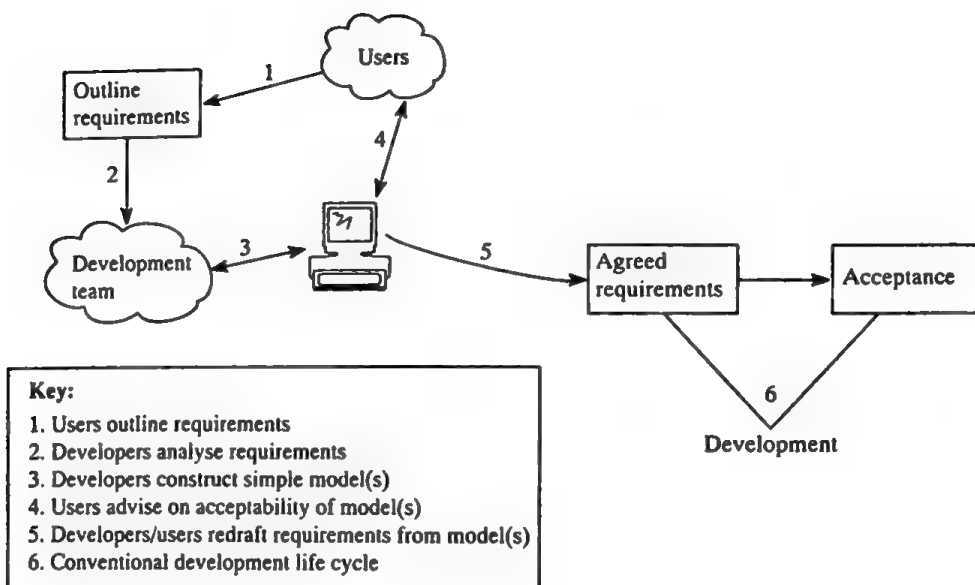 Users
1
Outline
requirements
4
2
3
Development
team
5
Agreed
requirements
Acceptance
6
Development
Key:
1. Users outline requirements
2. Developers analyse requirements
3. Developers construct simple model(s)
4. Users advise on acceptability of model(s)
5. Developers/users redraft requirements from model(s)
6. Conventional development life cycle